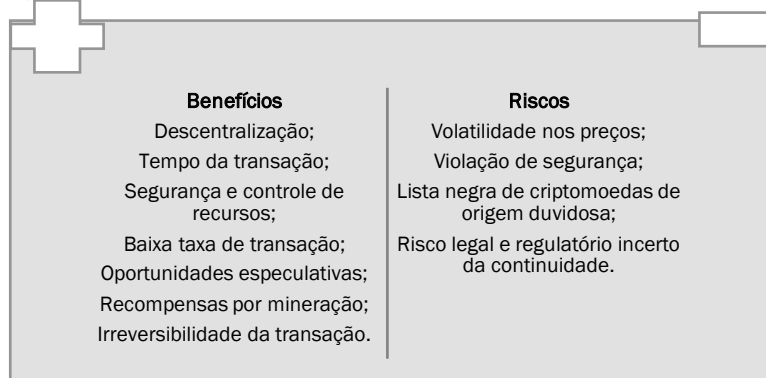 Benefícios
Descentralização;
Tempo da transação;
Segurança e controle de
recursos;
Baixa taxa de transação;
Oportunidades especulativas;
Recompensas por mineração;
Irreversibilidade da transação.
Riscos
Volatilidade nos preços;
Violação de segurança;
Lista negra de criptomoedas de
origem duvidosa;
Risco legal e regulatório incerto
da continuidade.